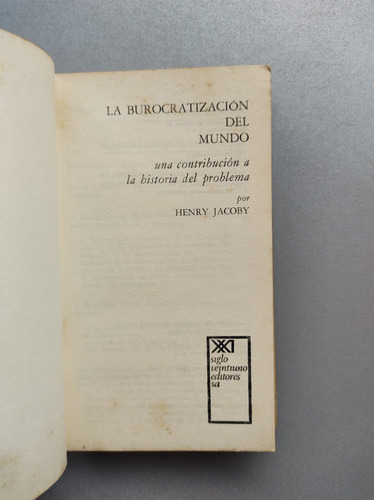 LA BUROCRATIZACIÓN
DEL
MUNDO
una contribución a
la historia del problema
por
HENRY JACOBY
siglo
veintiuno
editores
sa